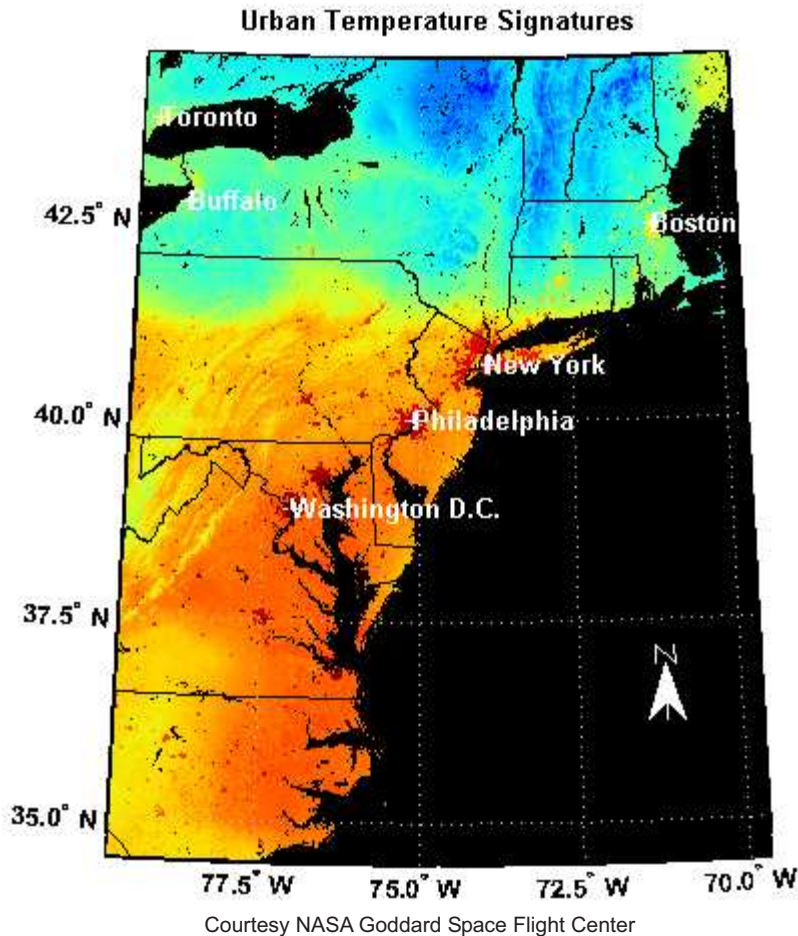 Urban Temperature Signatures
Toronto
Buffalo
42.5° N
Boston
New York
40.0° N
Philadelphia
Washington D.C.
37.5° N
N
35.0° N
77.5° W
75.0° W
72.5° W
70.0° W
Courtesy NASA Goddard Space Flight Center